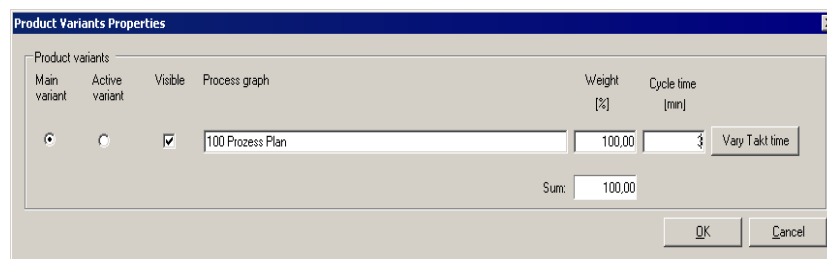 Product Variants Properties
Product variants
Main variant
Active variant
Visible
Process graph
Weight [%]
Cycle time [min]
100 Prozess Plan
100,00
3
Vary Takt time
Sum:
100,00
OK
Cancel